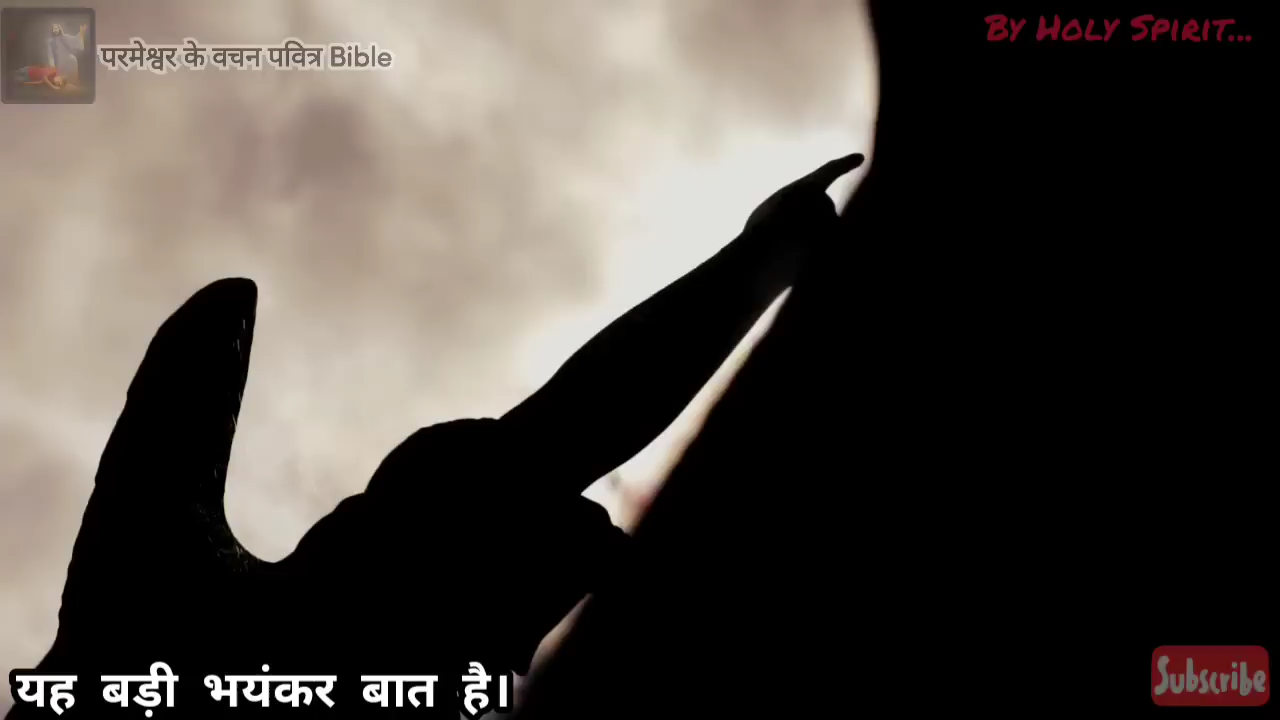 परमेश्वर के वचन पवित्र Bible
By Holy Spirit...
यह बड़ी भयंकर बात है।
Subscribe